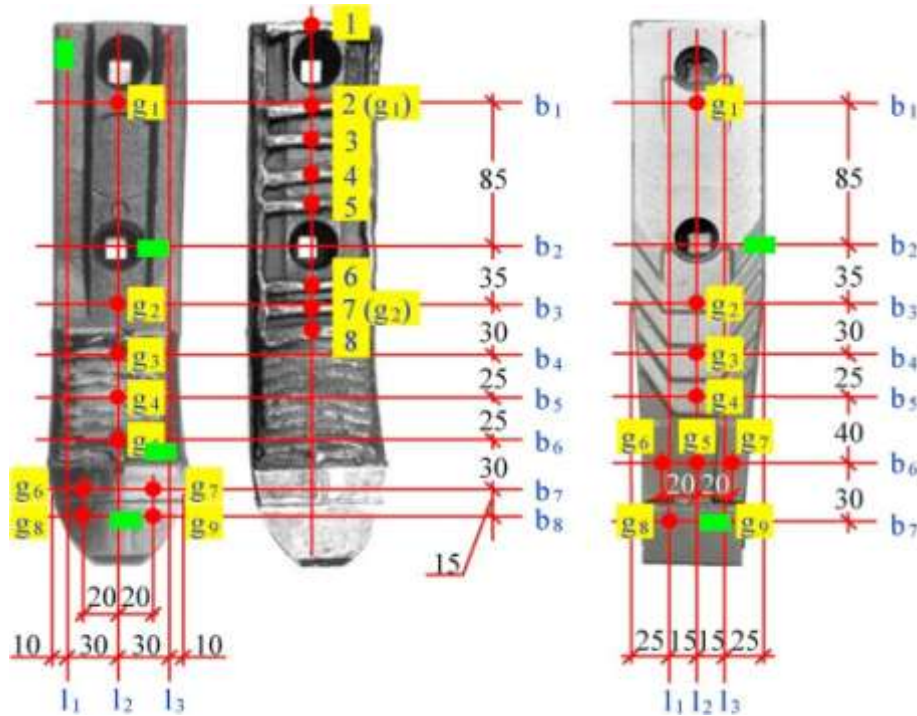 1
g₁ 2 (g₁) b₁ g₁ b₁
3
85 85
4
5
b₂ b₂
6
35 35
g₂ 7 (g₂) b₃ g₂ b₃
8
30 30
g₃ b₄ g₃ b₄
25 25
g₄ b₅ g₄ b₅
25 40
b₆ g₆ g₅ g₇ b₆
30 30
g₆ g₇ b₇ 20 20
g₈ g₉ b₈ g₈ g₉ b₇
15
20 20
10 30 30 10 25 15 15 25
l₁ l₂ l₃ l₁ l₂ l₃